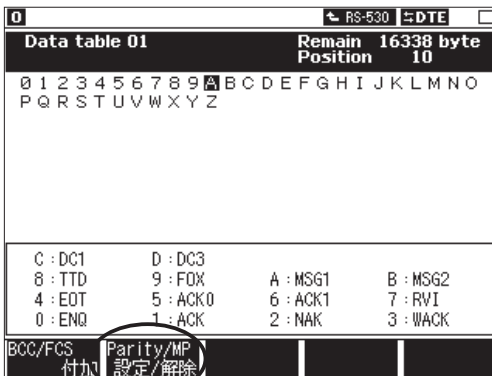 0 RS-530 DTE
Data table 01 Remain 16338 byte
Position 10
0 1 2 3 4 5 6 7 8 9 A B C D E F G H I J K L M N O
P Q R S T U V W X Y Z
C : DC1 D : DC3
8 : TTD 9 : FOX A : MSG1 B : MSG2
4 : EOT 5 : ACK0 6 : ACK1 7 : RVI
0 : ENQ 1 : ACK 2 : NAK 3 : WACK
BCC/FCS Parity/MP
付加 設定/解除